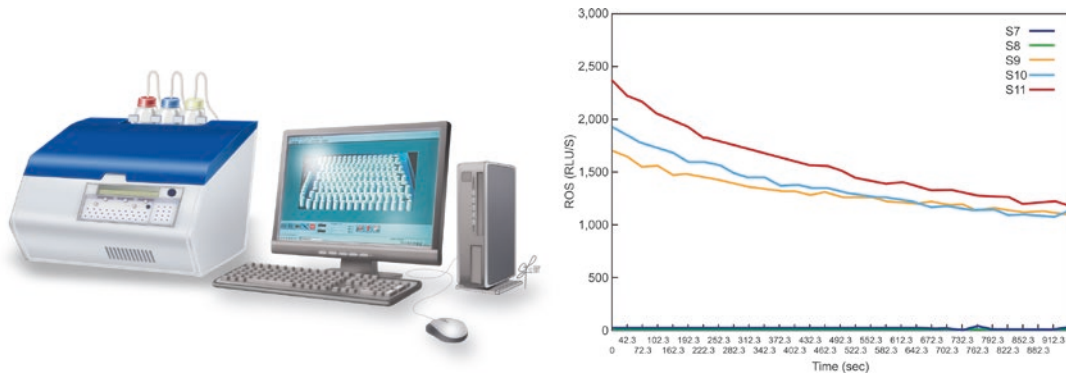 3,000
2,500
2,000
1,500
1,000
500
0
ROS (RLU/S)
S7
S8
S9
S10
S11
42.3 102.3 192.3 252.3 312.3 372.3 432.3 492.3 552.3 612.3 672.3 732.3 792.3 852.3 912.3
0 72.3 162.3 222.3 282.3 342.3 402.3 462.3 522.3 582.3 642.3 702.3 762.3 822.3 882.3
Time (sec)